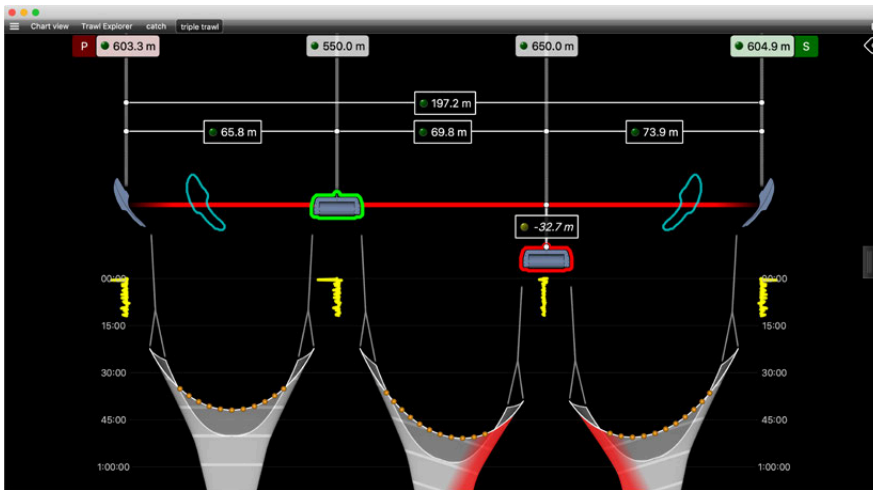 Chart view Trawl Explorer catch triple trawl
P 603.3 m 550.0 m 650.0 m 604.9 m S
197.2 m
65.8 m 69.8 m 73.9 m
-32.7 m
00:00 00:00
15:00 15:00
30:00 30:00
45:00 45:00
1:00:00 1:00:00